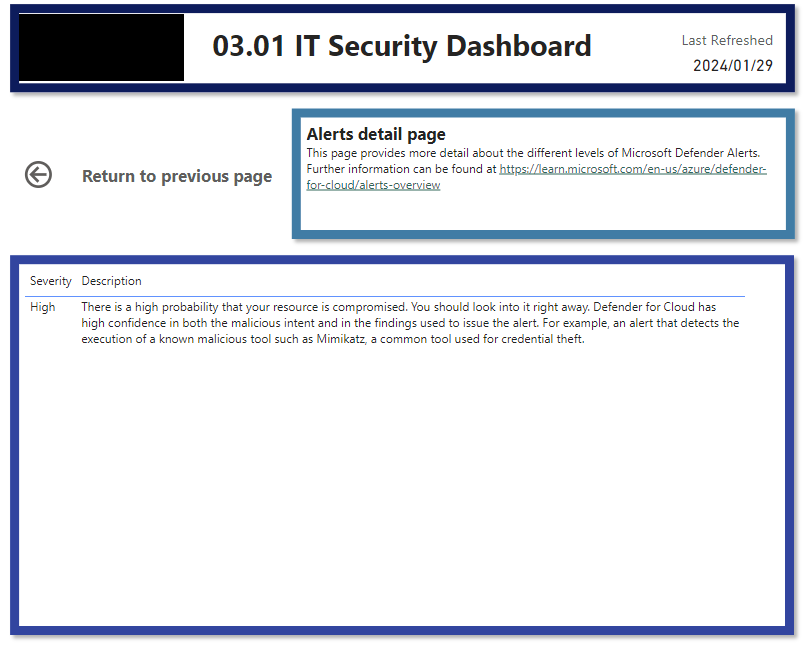 03.01 IT Security Dashboard
Last Refreshed
2024/01/29
Return to previous page
Alerts detail page
This page provides more detail about the different levels of Microsoft Defender Alerts.
Further information can be found at https://learn.microsoft.com/en-us/azure/defender-
for-cloud/alerts-overview
Severity Description
High There is a high probability that your resource is compromised. You should look into it right away. Defender for Cloud has
high confidence in both the malicious intent and in the findings used to issue the alert. For example, an alert that detects the
execution of a known malicious tool such as Mimikatz, a common tool used for credential theft.